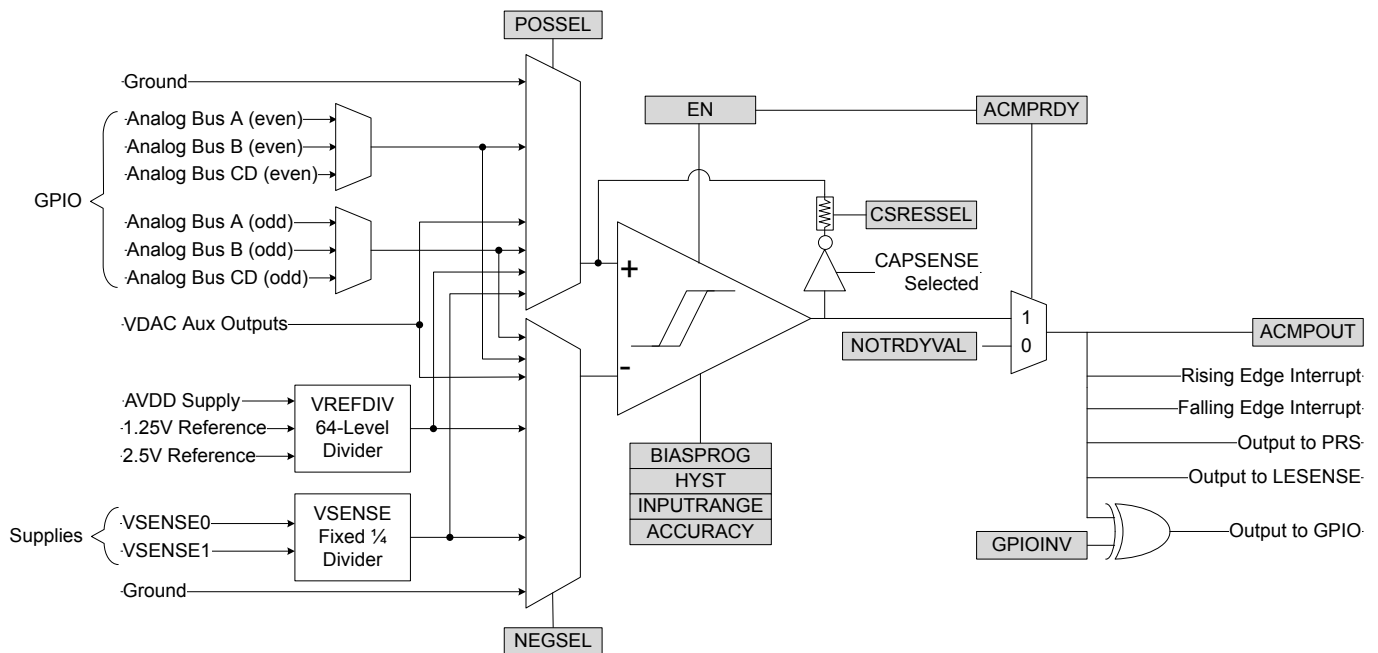 POSSEL
Ground
Analog Bus A (even)
Analog Bus B (even)
Analog Bus CD (even)
GPIO
Analog Bus A (odd)
Analog Bus B (odd)
Analog Bus CD (odd)
VDAC Aux Outputs
AVDD Supply
1.25V Reference
2.5V Reference
VREFDIV
64-Level
Divider
Supplies
VSENSE0
VSENSE1
VSENSE
Fixed ¼
Divider
Ground
NEGSEL
EN
ACMPRDY
CSRESSEL
CAPSENSE
Selected
+
-
BIASPROG
HYST
INPUTRANGE
ACCURACY
NOTRDYVAL
1
0
ACMPOUT
Rising Edge Interrupt
Falling Edge Interrupt
Output to PRS
Output to LESENSE
GPIOINV
Output to GPIO